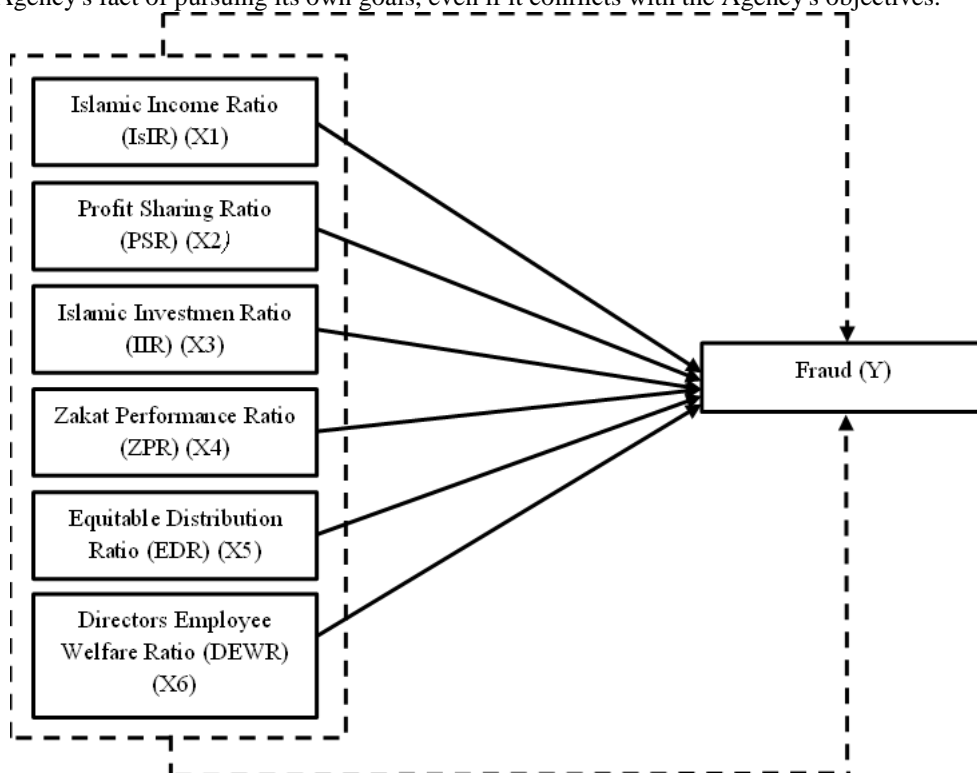 Agency's fact of pursuing its own goals, even if it conflicts with the Agency's objectives.
Islamic Income Ratio
(IsIR) (X1)
Profit Sharing Ratio
(PSR) (X2)
Islamic Investmen Ratio
(IIR) (X3)
Zakat Performance Ratio
(ZPR) (X4)
Equitable Distribution
Ratio (EDR) (X5)
Directors Employee
Welfare Ratio (DEWR)
(X6)
Fraud (Y)